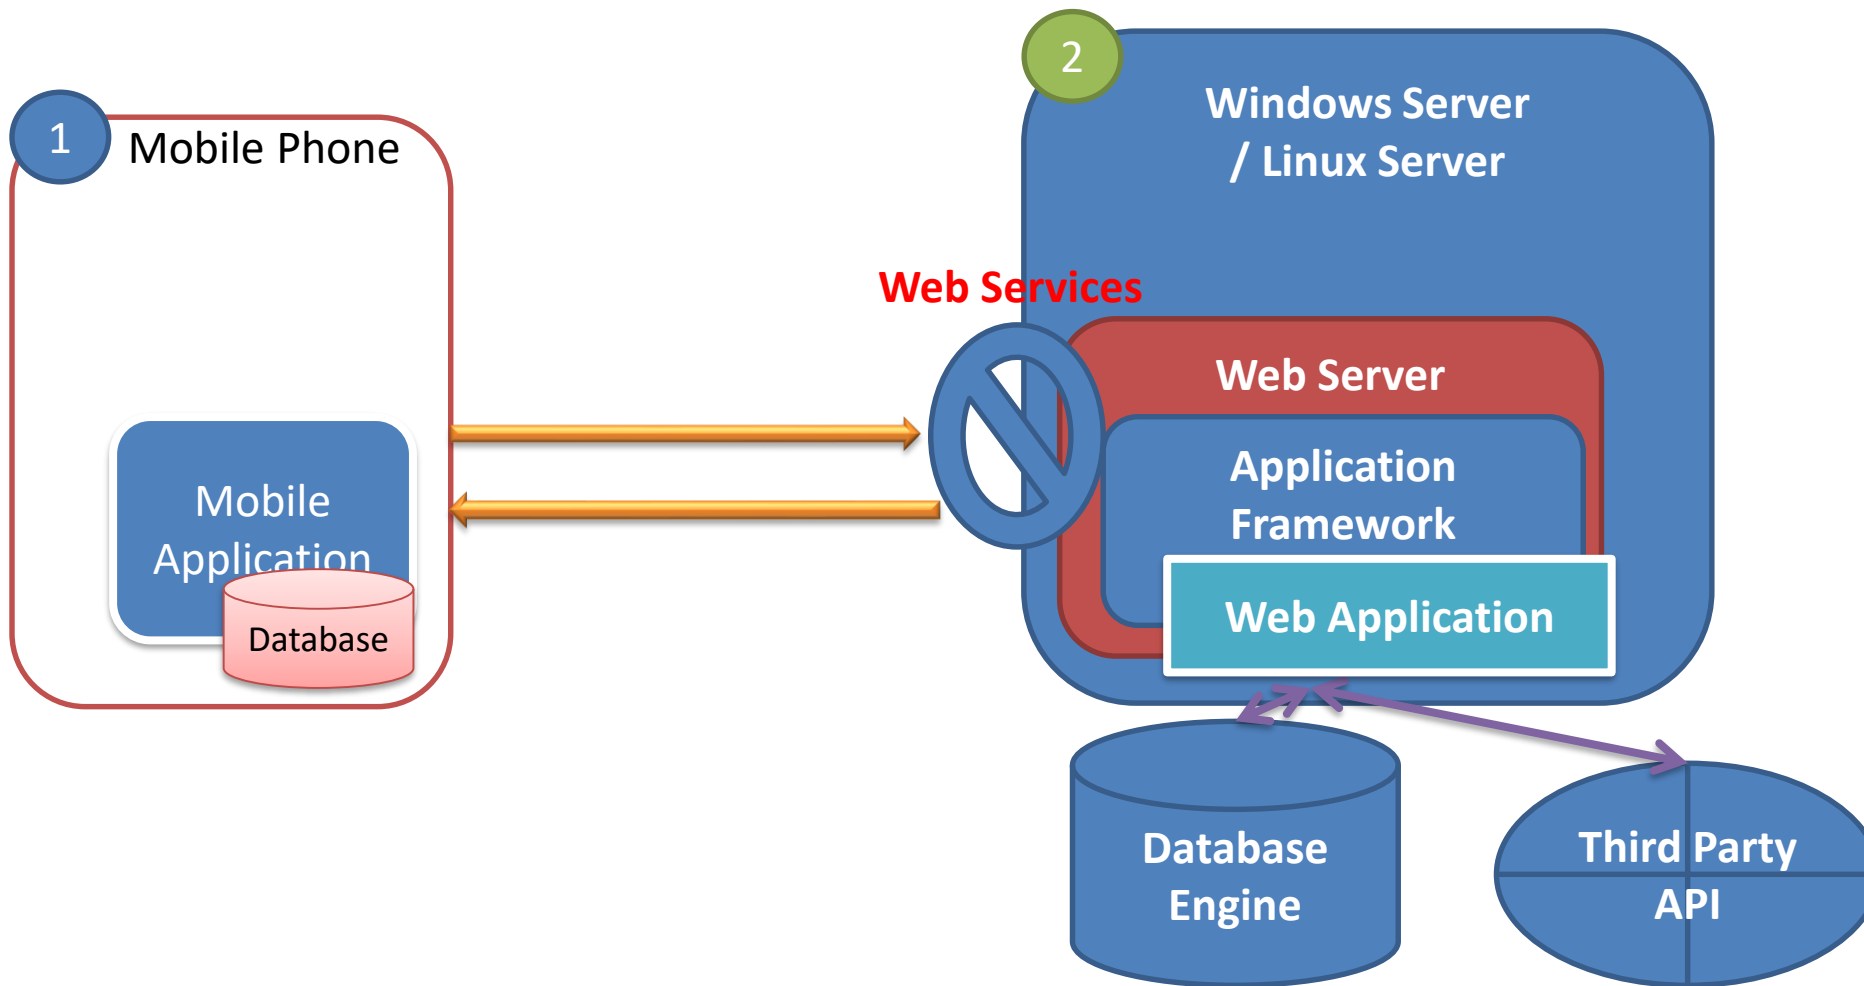 1
Mobile Phone
Mobile
Application
Database
2
Windows Server
/ Linux Server
Web Services
Web Server
Application
Framework
Web Application
Database
Engine
Third Party
API